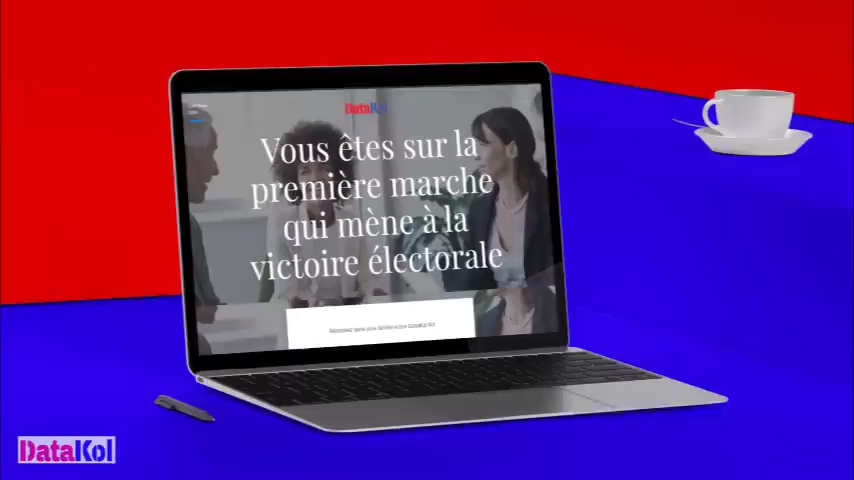 DataKol
Vous êtes sur la
première marche
qui mène à la
victoire électorale
DataKol